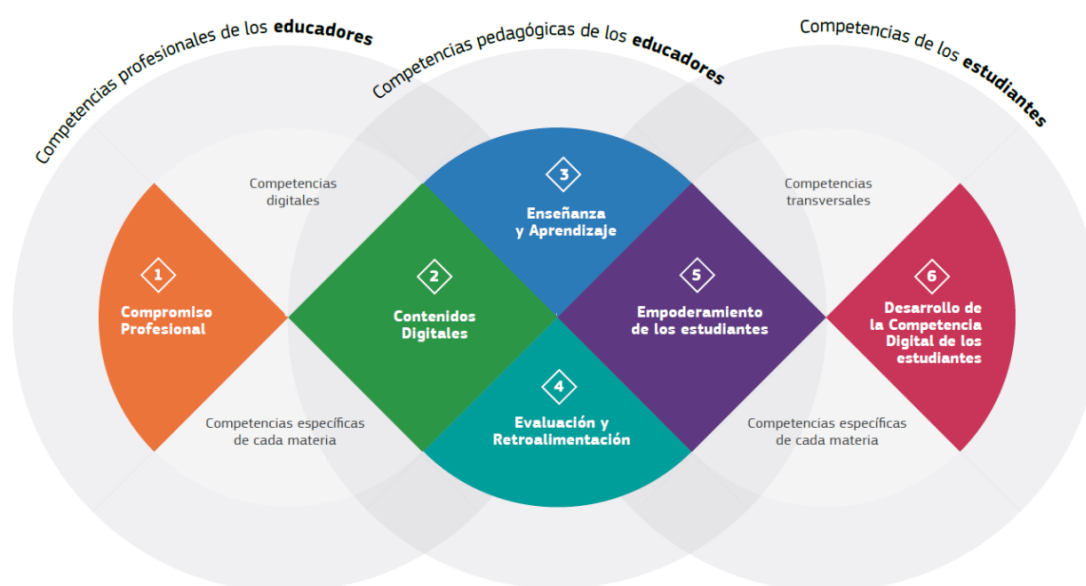 Competencias profesionales de los educadores
Competencias pedagógicas de los educadores
Competencias de los estudiantes
Competencias
digitales
Competencias
transversales
3
Enseñanza
y Aprendizaje
1
Compromiso
Profesional
2
Contenidos
Digitales
5
Empoderamiento
de los estudiantes
6
Desarrollo de
la Competencia
Digital de los
estudiantes
4
Evaluación y
Retroalimentación
Competencias específicas
de cada materia
Competencias específicas
de cada materia